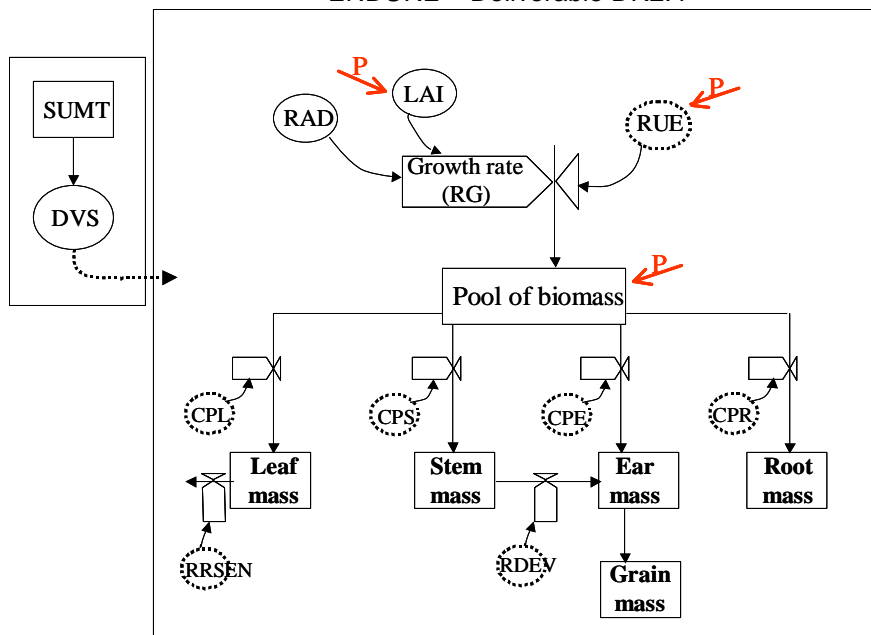 P
P
SUMT
LAI
RAD
RUE
Growth rate
(RG)
DVS
P
Pool of biomass
CPL
CPS
CPE
CPR
Leaf
mass
Stem
mass
Ear
mass
Root
mass
RRSEN
RDEV
Grain
mass